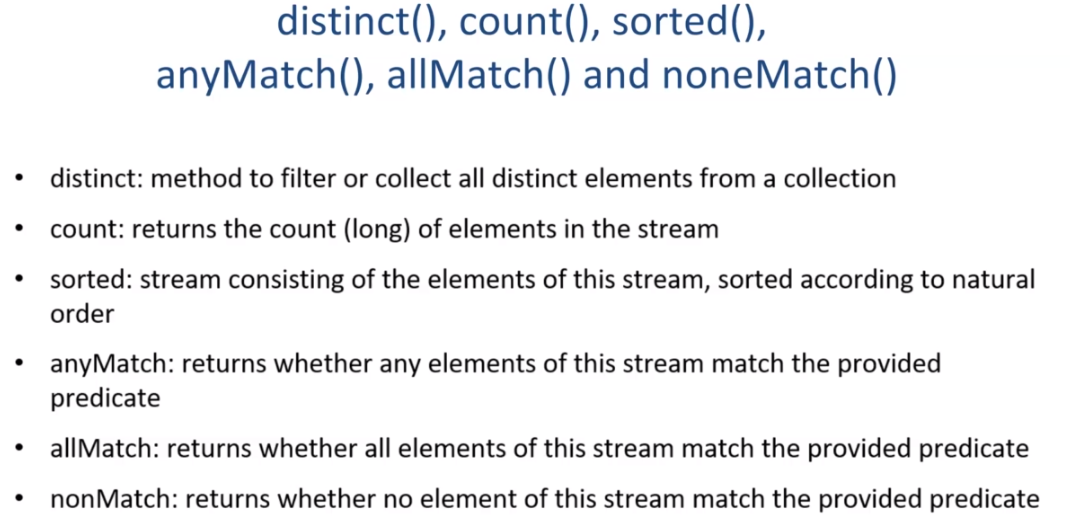 distinct(), count(), sorted(),
anyMatch(), allMatch() and noneMatch()
• distinct: method to filter or collect all distinct elements from a collection
• count: returns the count (long) of elements in the stream
• sorted: stream consisting of the elements of this stream, sorted according to natural
order
• anyMatch: returns whether any elements of this stream match the provided
predicate
• allMatch: returns whether all elements of this stream match the provided predicate
• nonMatch: returns whether no element of this stream match the provided predicate